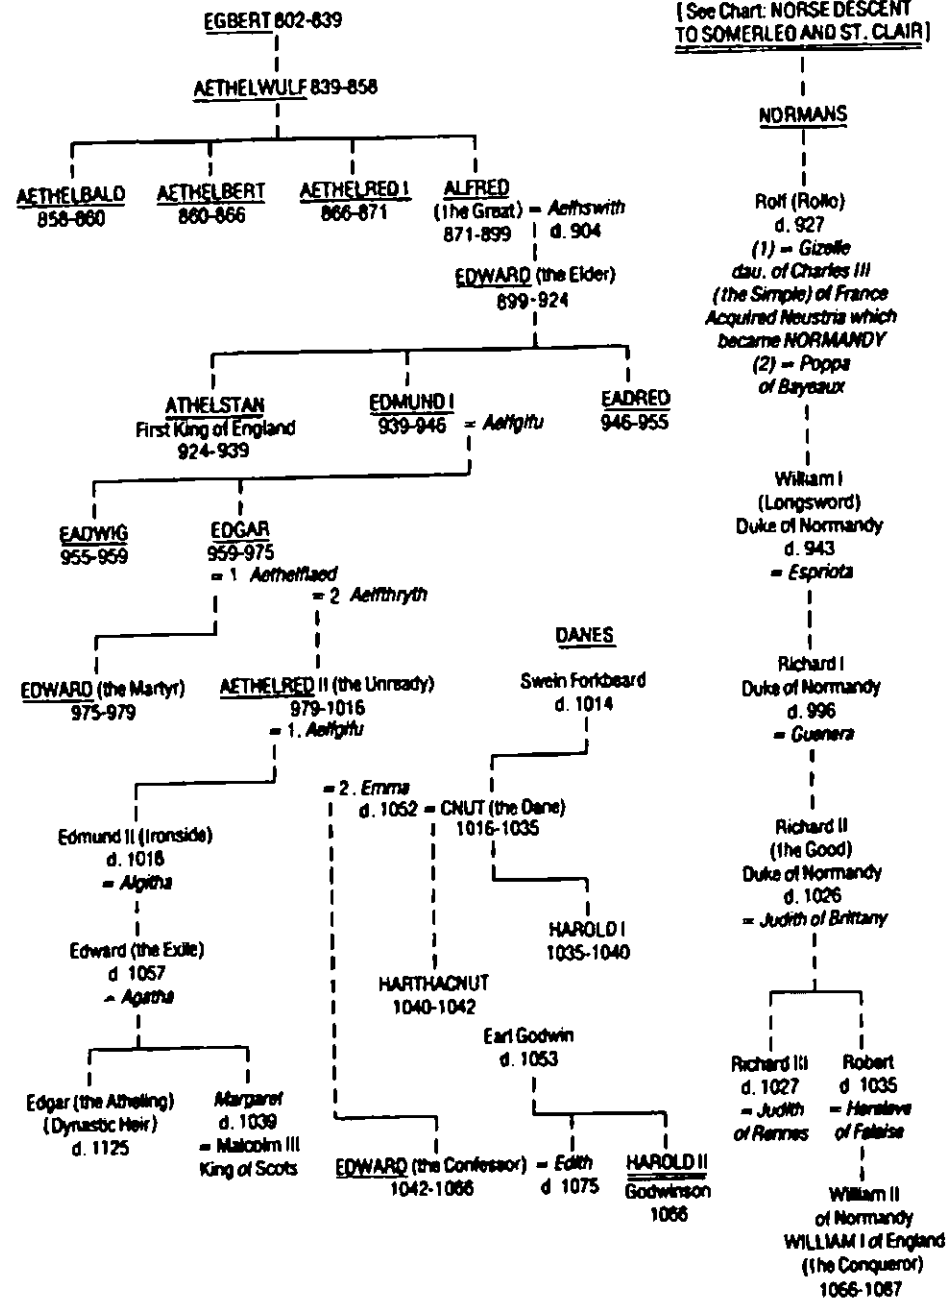 EGBERT 802-839
AETHELWULF 839-858
AETHELBALD
858-860
AETHELBERT
860-866
AETHELRED I
866-871
ALFRED
(the Great) = Aethswith
871-899 d. 904
EDWARD (the Elder)
899-924
ATHELSTAN
First King of England
924-939
EDMUND I
939-946 = Aelfgifu
EADRED
946-955
EADWIG
955-959
EDGAR
959-975
= 1 Aethelflaed
= 2 Aelfthryth
EDWARD (the Martyr)
975-979
AETHELRED II (the Unready)
979-1016
= 1. Aelfgifu
= 2. Emma
d. 1052 = CNUT (the Dane)
1016-1035
DANES
Swein Forkbeard
d. 1014
HAROLD I
1035-1040
HARTHACNUT
1040-1042
Edmund II (Ironside)
d. 1016
= Algitha
Edward (the Exile)
d 1057
= Agatha
Edgar (the Atheling)
(Dynastic Heir)
d. 1125
Margaret
d. 1039
= Malcolm III
King of Scots
Earl Godwin
d. 1053
EDWARD (the Confessor) = Edith
1042-1066 d 1075
HAROLD II
Godwinson
1066
[See Chart: NORSE DESCENT
TO SOMERLED AND ST. CLAIR]
NORMANS
Rolf (Rollo)
d. 927
(1) = Gizelle
dau. of Charles III
(the Simple) of France
Acquired Neustria which
became NORMANDY
(2) = Poppa
of Bayeaux
William I
(Longsword)
Duke of Normandy
d. 943
= Espriota
Richard I
Duke of Normandy
d. 996
= Guenera
Richard II
(the Good)
Duke of Normandy
d. 1026
= Judith of Brittany
Richard III
d. 1027
= Judith
of Rennes
Robert
d 1035
= Herleve
of Falaise
William II
of Normandy
WILLIAM I of England
(the Conqueror)
1066-1087